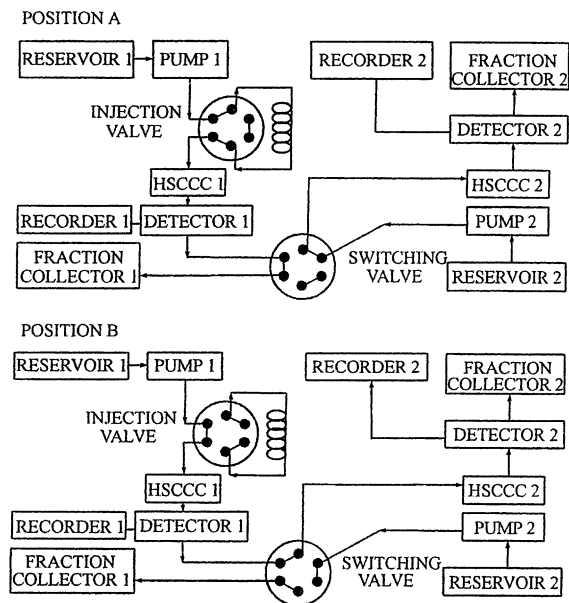 POSITION A
RESERVOIR 1
PUMP 1
RECORDER 2
FRACTION
COLLECTOR 2
INJECTION
VALVE
DETECTOR 2
HSCCC 1
HSCCC 2
RECORDER 1
DETECTOR 1
PUMP 2
FRACTION
COLLECTOR 1
SWITCHING
VALVE
RESERVOIR 2
POSITION B
RESERVOIR 1
PUMP 1
RECORDER 2
FRACTION
COLLECTOR 2
INJECTION
VALVE
DETECTOR 2
HSCCC 1
HSCCC 2
RECORDER 1
DETECTOR 1
PUMP 2
FRACTION
COLLECTOR 1
SWITCHING
VALVE
RESERVOIR 2